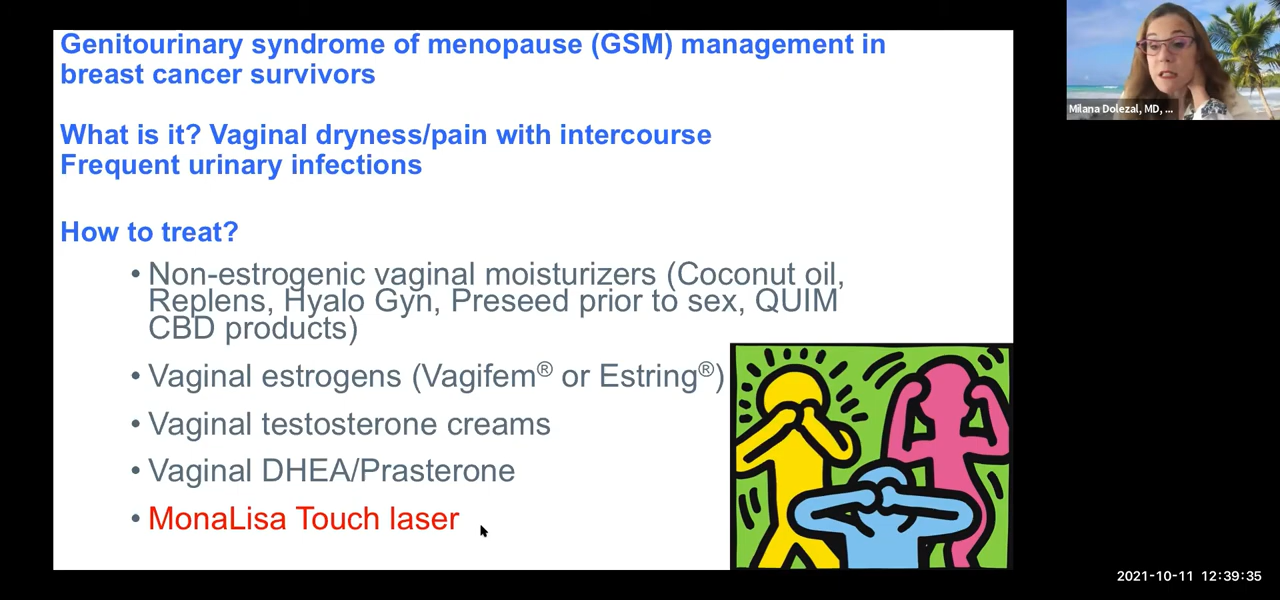 Genitourinary syndrome of menopause (GSM) management in
breast cancer survivors
What is it? Vaginal dryness/pain with intercourse
Frequent urinary infections
How to treat?
• Non-estrogenic vaginal moisturizers (Coconut oil,
Replens, Hyalo Gyn, Preseed prior to sex, QUIM
CBD products)
• Vaginal estrogens (Vagifem® or Estring®)
• Vaginal testosterone creams
• Vaginal DHEA/Prasterone
• MonaLisa Touch laser
Milana Dolezal, MD, ...
2021-10-11 12:39:35